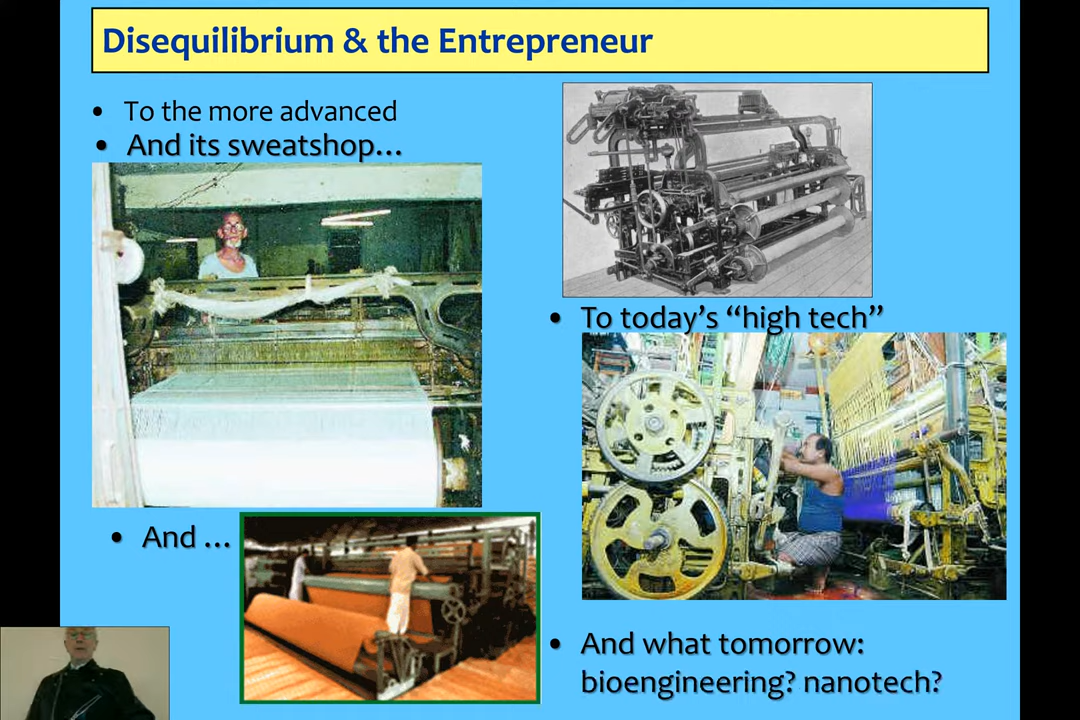 Disequilibrium & the Entrepreneur
• To the more advanced
• And its sweatshop…
• To today’s “high tech”
• And …
• And what tomorrow:
bioengineering? nanotech?